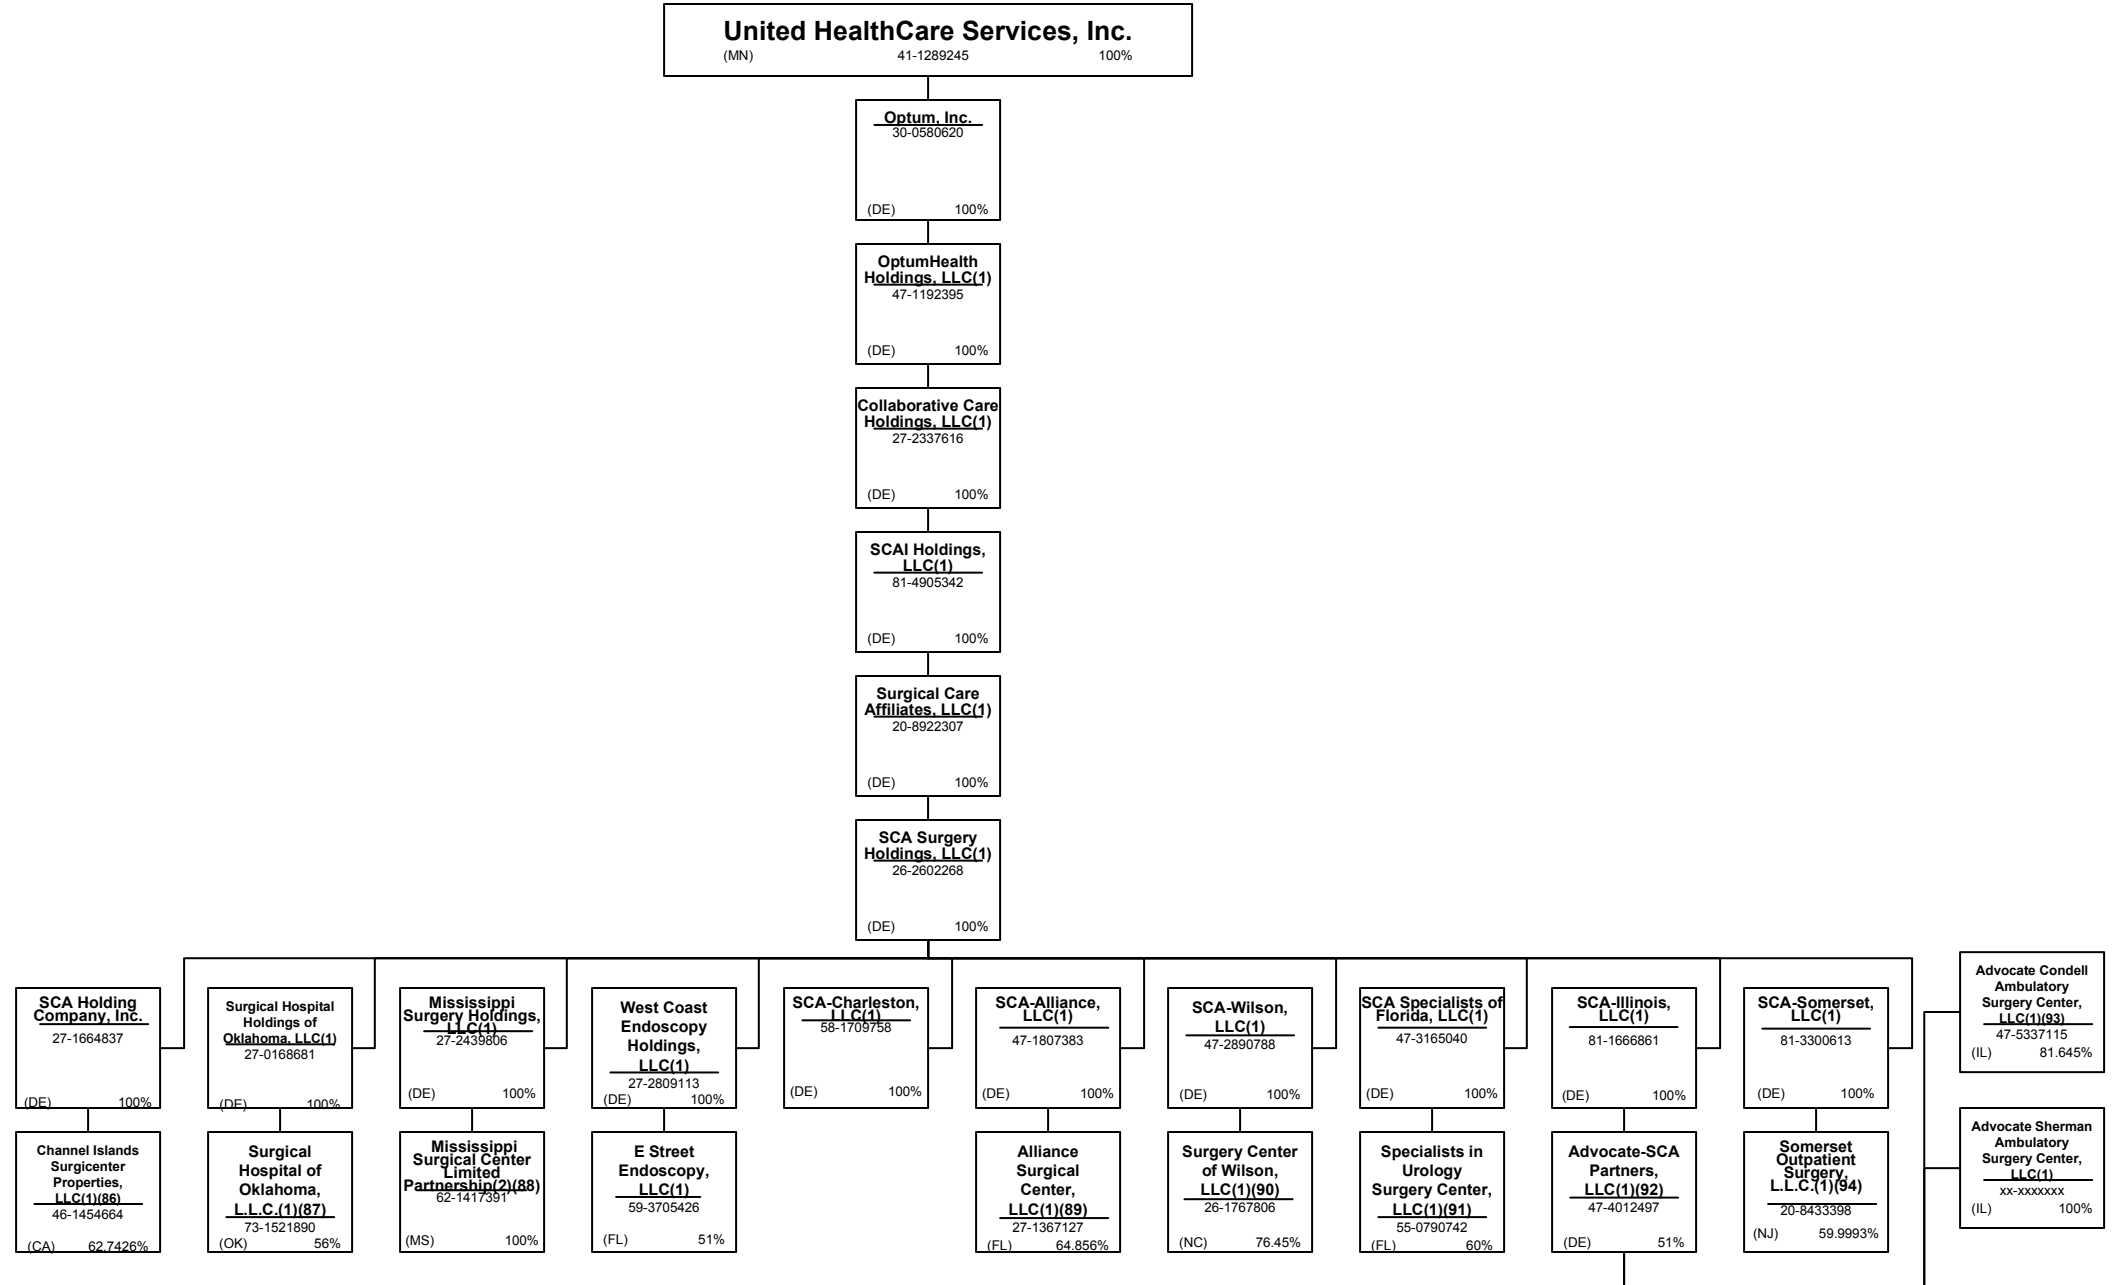 United HealthCare Services, Inc.
(MN) 41-1289245 100%
Optum, Inc.
30-0580620
(DE) 100%
OptumHealth
Holdings, LLC(1)
47-1192395
(DE) 100%
Collaborative Care
Holdings, LLC(1)
27-2337616
(DE) 100%
SCAI Holdings,
LLC(1)
81-4905342
(DE) 100%
Surgical Care
Affiliates, LLC(1)
20-8922307
(DE) 100%
SCA Surgery
Holdings, LLC(1)
26-2602268
(DE) 100%
SCA Holding
Company, Inc.
27-1664837
(DE) 100%
Surgical Hospital
Holdings of
Oklahoma, LLC(1)
27-0168681
(DE) 100%
Mississippi
Surgery Holdings,
LLC(1)
27-2439806
(DE) 100%
West Coast
Endoscopy
Holdings,
LLC(1)
27-2809113
(DE) 100%
SCA-Charleston,
LLC(1)
58-1709758
(DE) 100%
SCA-Alliance,
LLC(1)
47-1807383
(DE) 100%
SCA-Wilson,
LLC(1)
47-2890788
(DE) 100%
SCA Specialists of
Florida, LLC(1)
47-3165040
(DE) 100%
SCA-Illinois,
LLC(1)
81-1666861
(DE) 100%
SCA-Somerset,
LLC(1)
81-3300613
(DE) 100%
Advocate Condell
Ambulatory
Surgery Center,
LLC(1)(93)
47-5337115
(IL) 81.645%
Channel Islands
Surgicenter
Properties,
LLC(1)(86)
46-1454664
(CA) 62.7426%
Surgical
Hospital of
Oklahoma,
L.L.C.(1)(87)
73-1521890
(OK) 56%
Mississippi
Surgical Center
Limited
Partnership(2)(88)
62-1417391
(MS) 100%
E Street
Endoscopy,
LLC(1)
59-3705426
(FL) 51%
Alliance
Surgical
Center,
LLC(1)(89)
27-1367127
(FL) 64.856%
Surgery Center
of Wilson,
LLC(1)(90)
26-1767806
(NC) 76.45%
Specialists in
Urology
Surgery Center,
LLC(1)(91)
55-0790742
(FL) 60%
Advocate-SCA
Partners,
LLC(1)(92)
47-4012497
(DE) 51%
Somerset
Outpatient
Surgery,
L.L.C.(1)(94)
20-8433398
(NJ) 59.9993%
Advocate Sherman
Ambulatory
Surgery Center,
LLC(1)
xx-xxxxxxx
(IL) 100%